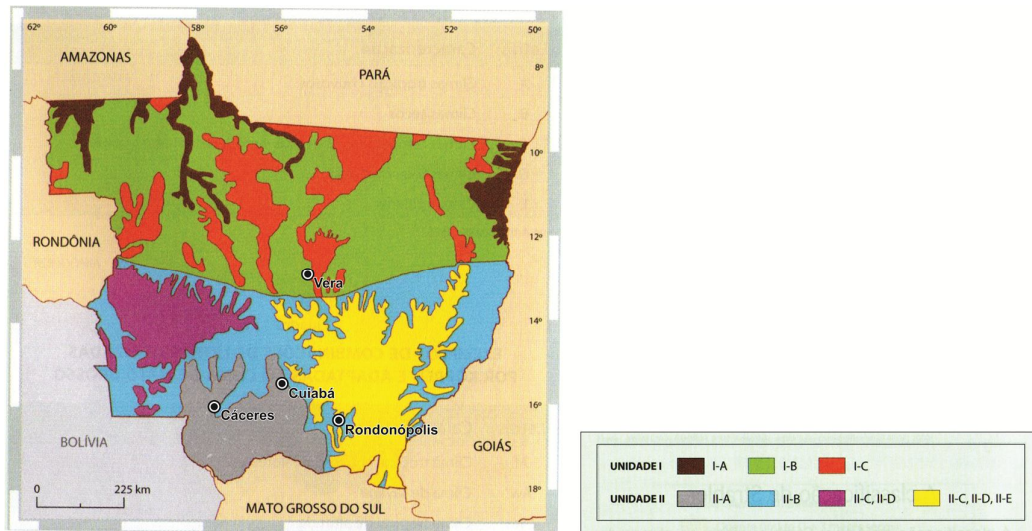 62º 60º 58º 56º 54º 52º 50º
AMAZONAS
PARÁ
8º
10º
12º
RONDÔNIA
Vera
14º
Cuiabá
Cáceres
16º
Rondonópolis
BOLÍVIA
GOIÁS
0 225 km
18º
MATO GROSSO DO SUL
UNIDADE I I-A I-B I-C
UNIDADE II II-A II-B II-C, II-D II-C, II-D, II-E